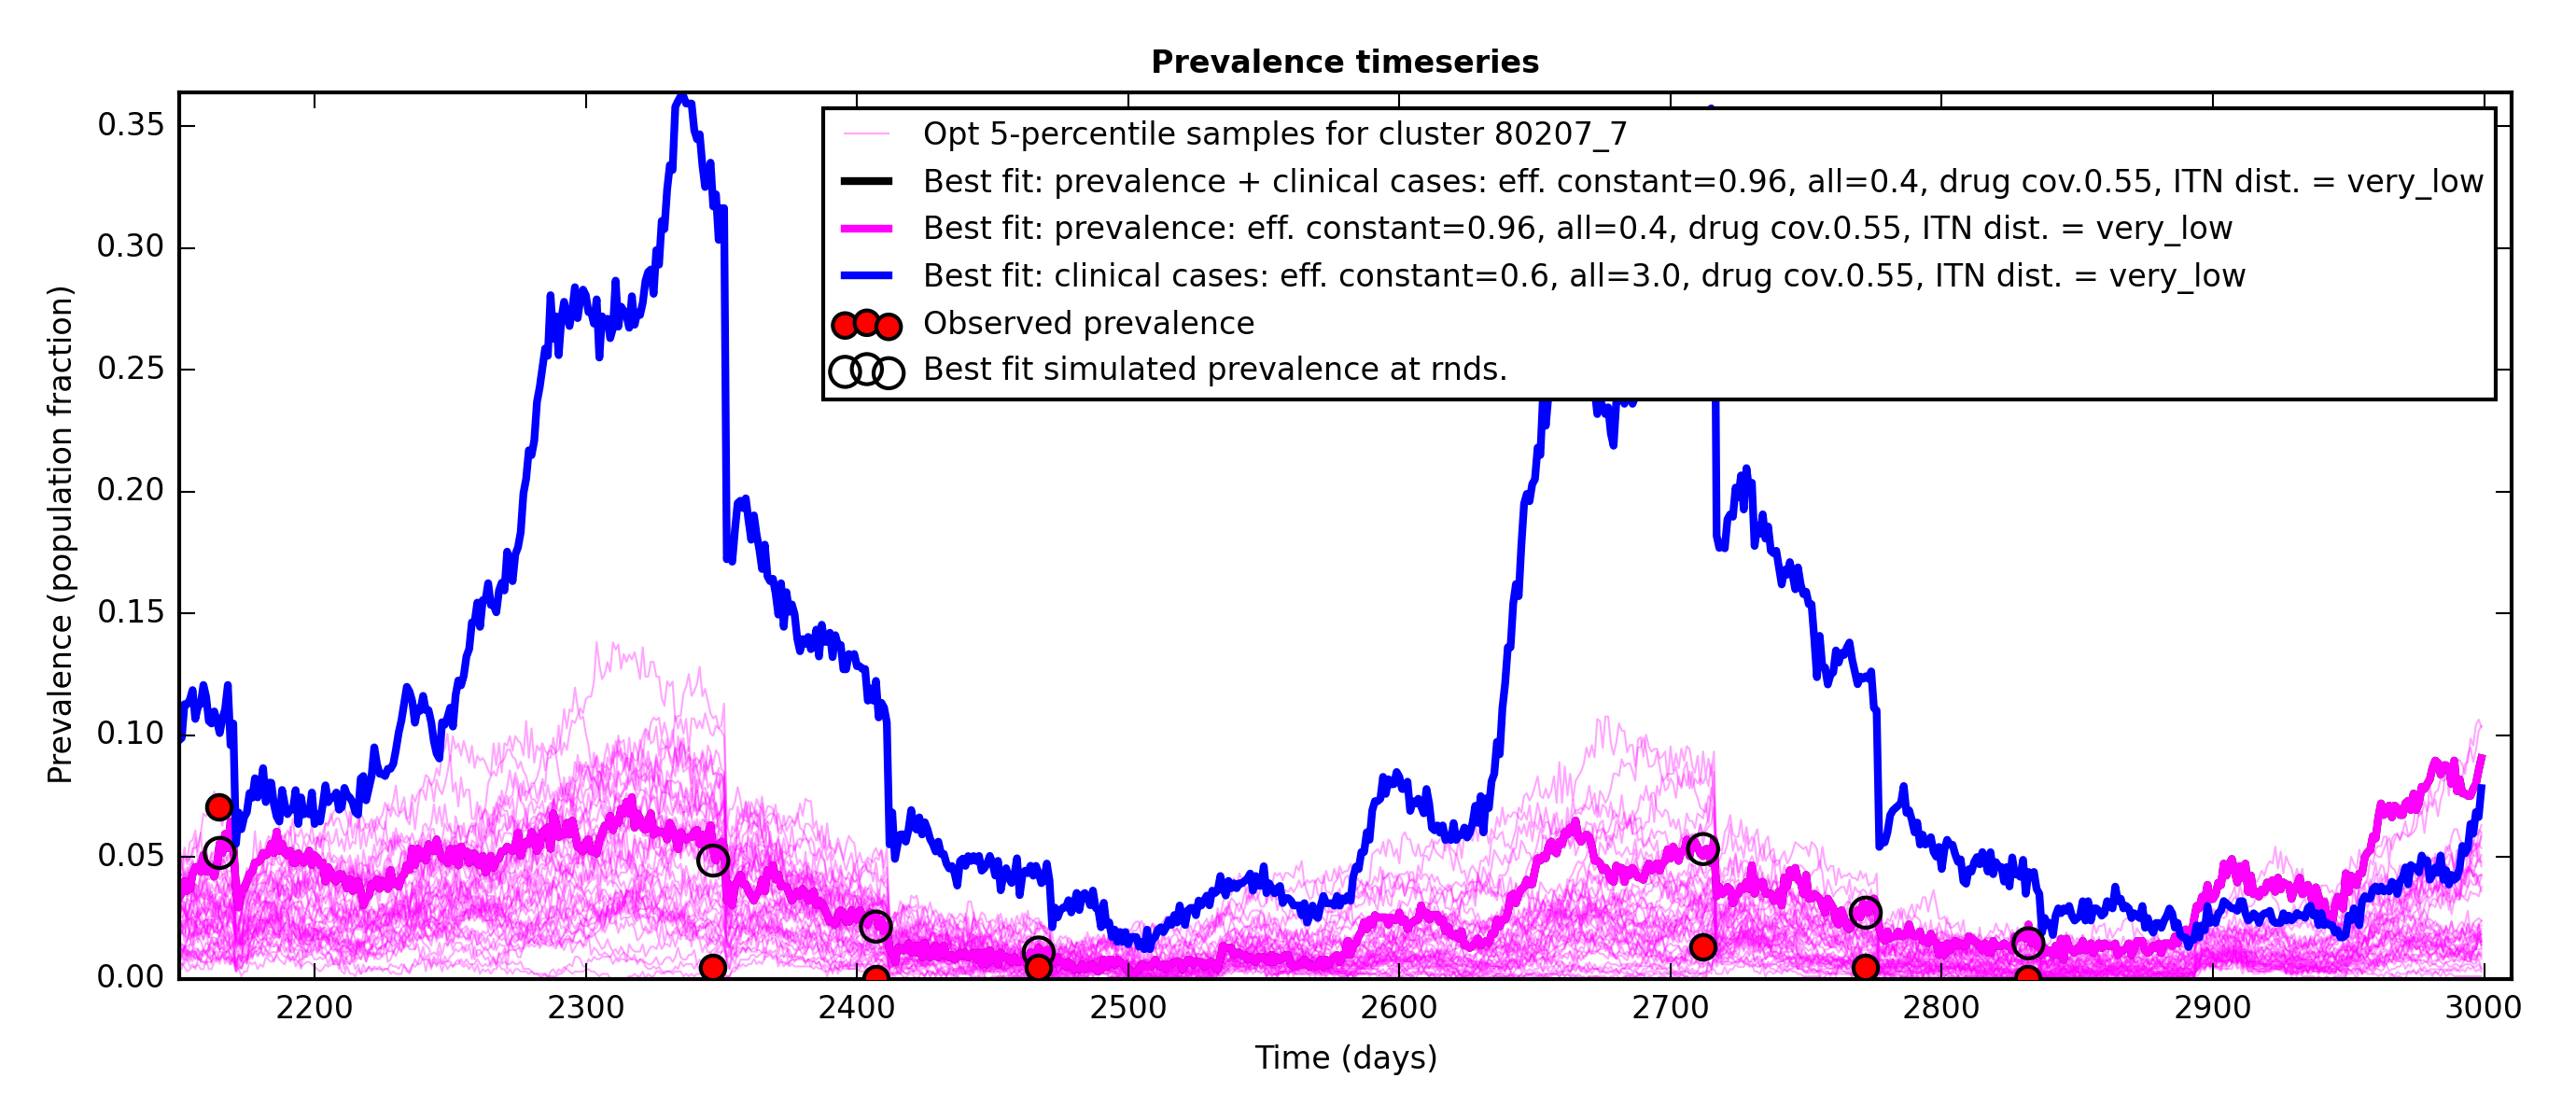 Prevalence timeseries
Prevalence (population fraction)
0.35
0.30
0.25
0.20
0.15
0.10
0.05
0.00
Opt 5-percentile samples for cluster 80207_7
Best fit: prevalence + clinical cases: eff. constant=0.96, all=0.4, drug cov.0.55, ITN dist. = very_low
Best fit: prevalence: eff. constant=0.96, all=0.4, drug cov.0.55, ITN dist. = very_low
Best fit: clinical cases: eff. constant=0.6, all=3.0, drug cov.0.55, ITN dist. = very_low
Observed prevalence
Best fit simulated prevalence at rnds.
2200 2300 2400 2500 2600 2700 2800 2900 3000
Time (days)